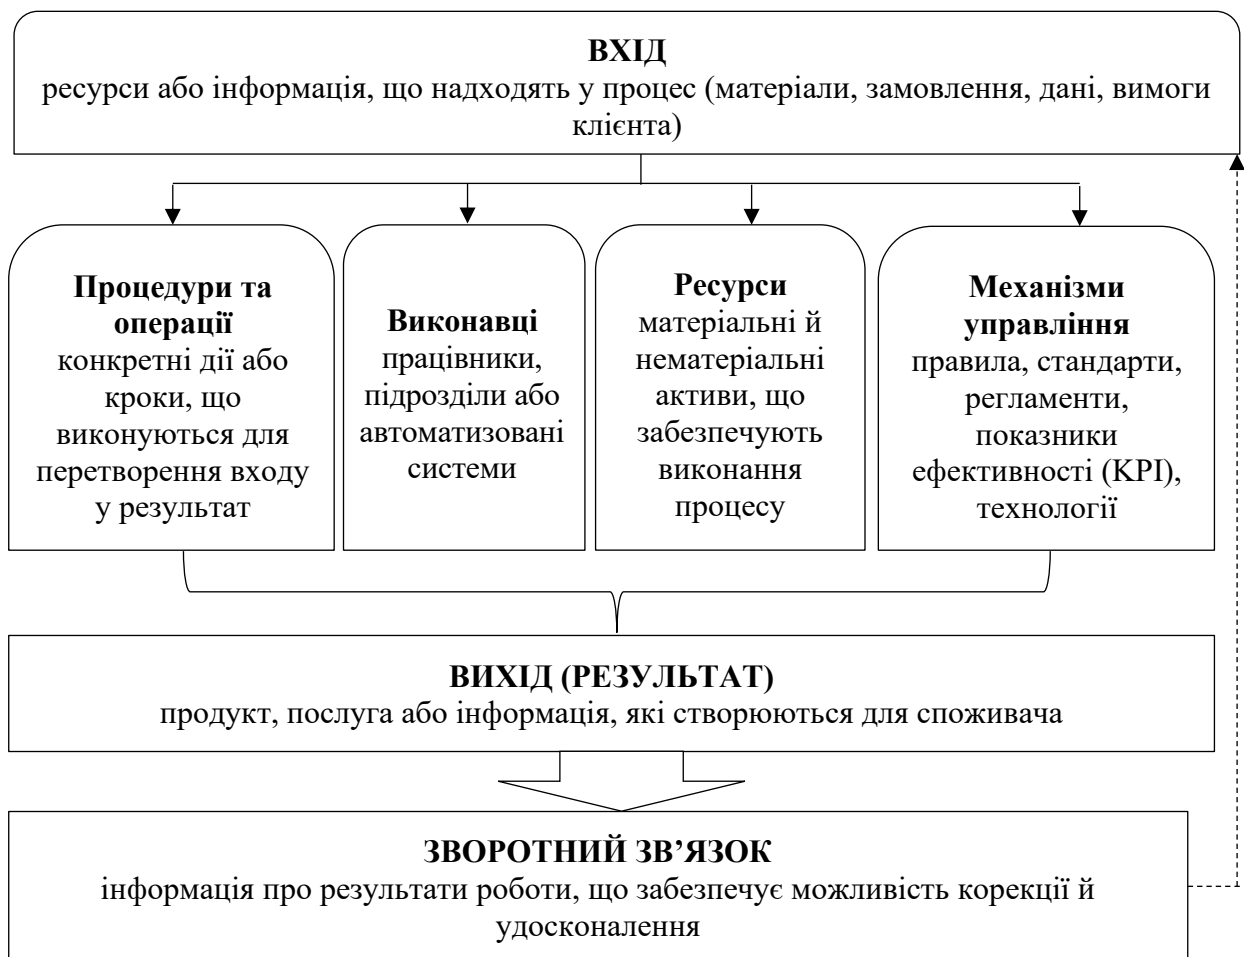 ВХІД
ресурси або інформація, що надходять у процес (матеріали, замовлення, дані, вимоги
клієнта)
Процедури та
операції
конкретні дії або
кроки, що
виконуються для
перетворення входу
у результат
Виконавці
працівники,
підрозділи або
автоматизовані
системи
Ресурси
матеріальні й
нематеріальні
активи, що
забезпечують
виконання
процесу
Механізми
управління
правила, стандарти,
регламенти,
показники
ефективності (KPI),
технології
ВИХІД (РЕЗУЛЬТАТ)
продукт, послуга або інформація, які створюються для споживача
ЗВОРОТНИЙ ЗВ’ЯЗОК
інформація про результати роботи, що забезпечує можливість корекції й
удосконалення